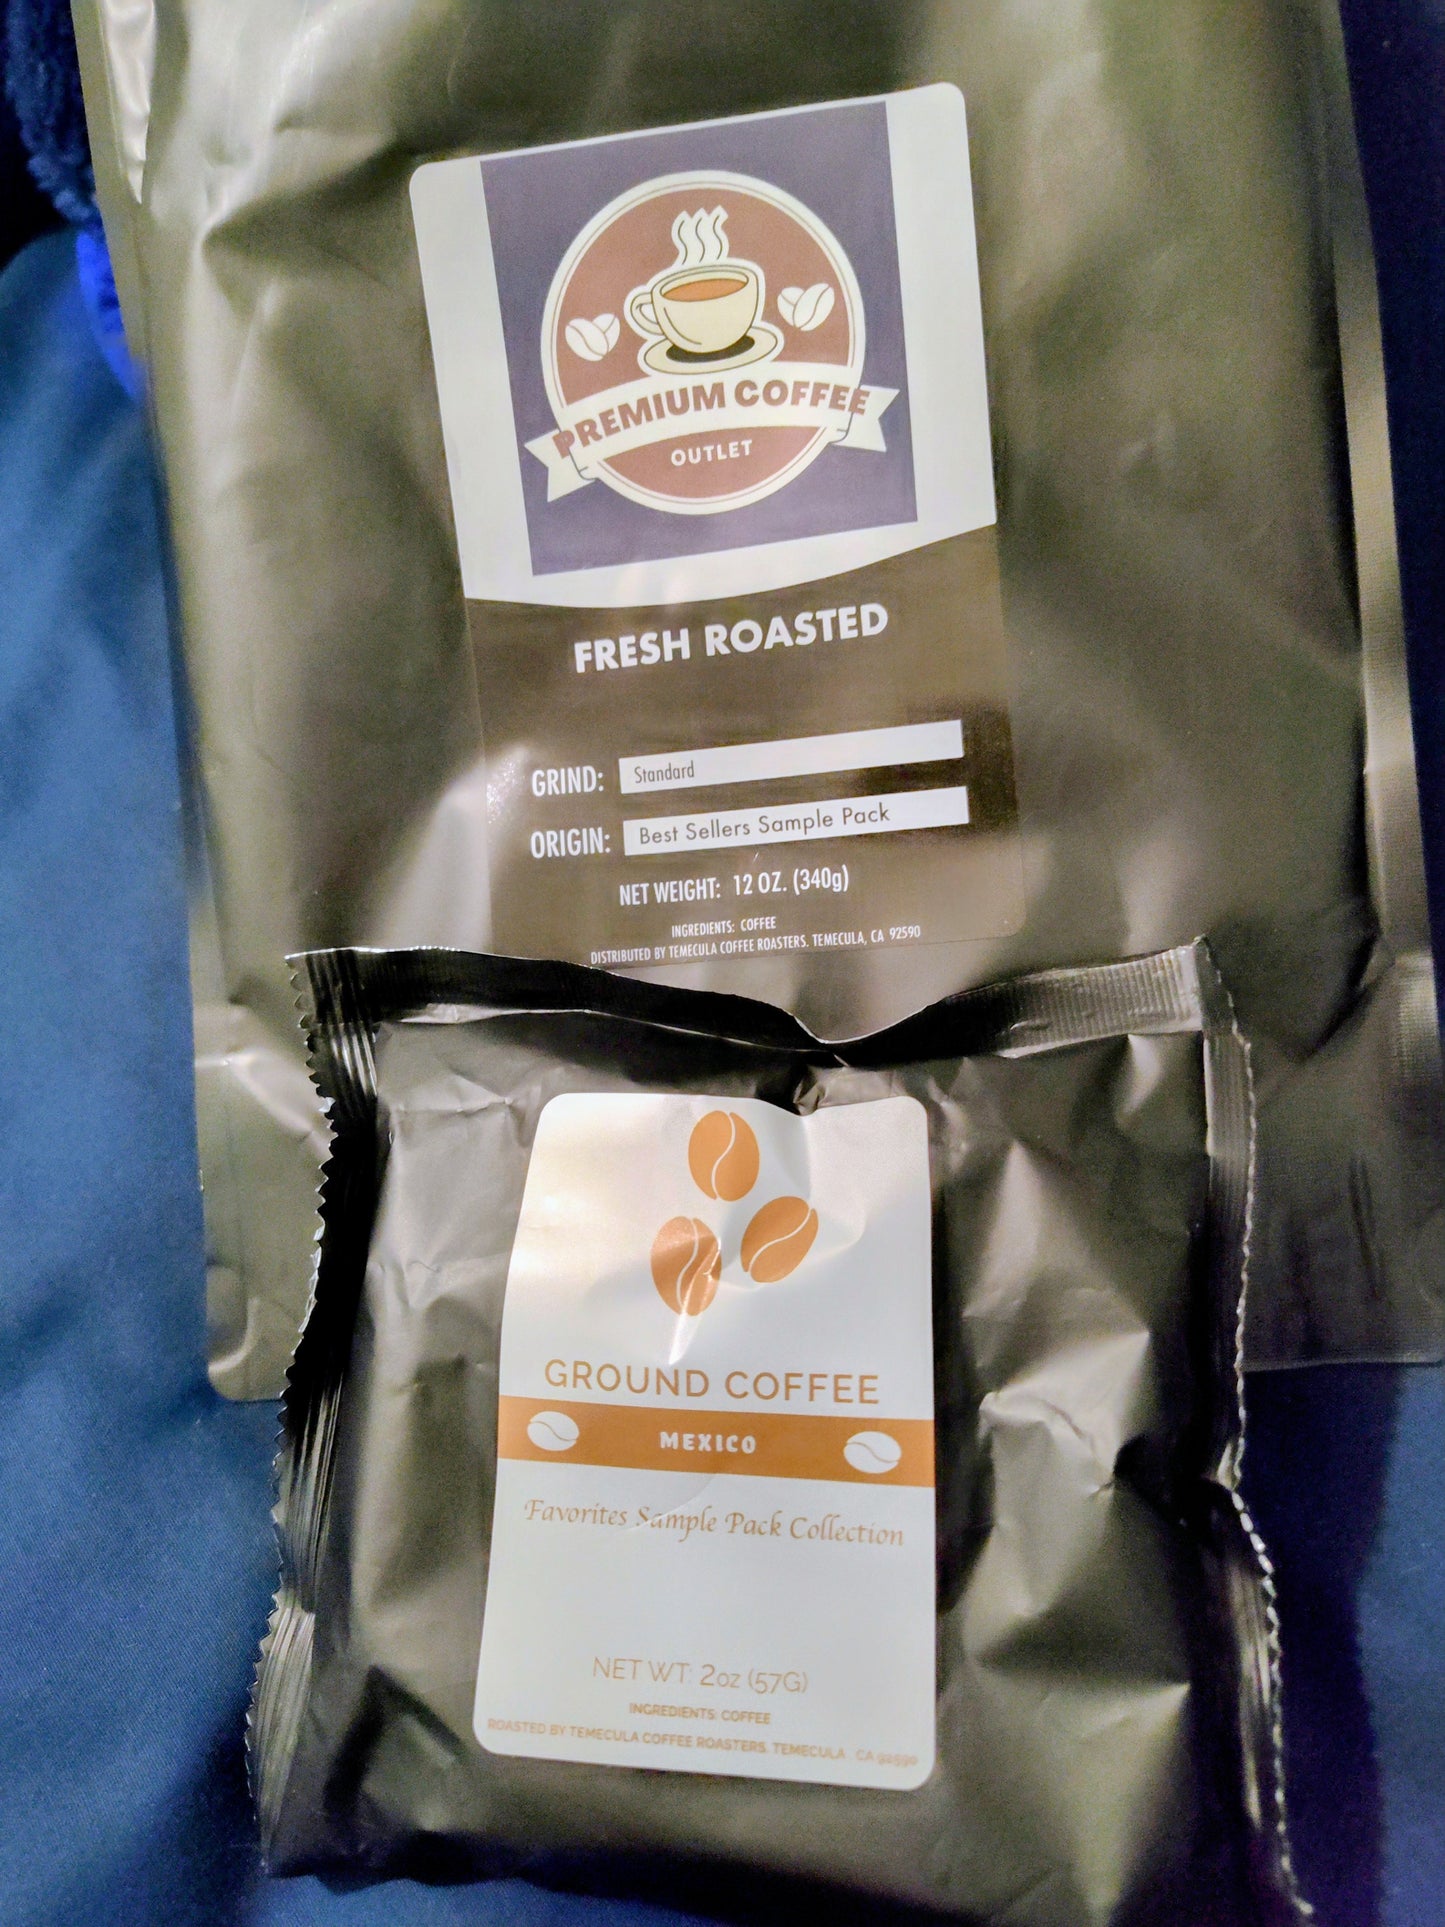 PREMIUM COFFEE
OUTLET
FRESH ROASTED
GRIND: Standard
ORIGIN: Best Sellers Sample Pack
NET WEIGHT: 12 OZ. (340g)
INGREDIENTS: COFFEE
DISTRIBUTED BY TEMECULA COFFEE ROASTERS. TEMECULA, CA 92590
GROUND COFFEE
MEXICO
Favorites Sample Pack Collection
NET WT: 2oz (57G)
INGREDIENTS: COFFEE
ROASTED BY TEMECULA COFFEE ROASTERS. TEMECULA, CA 92590